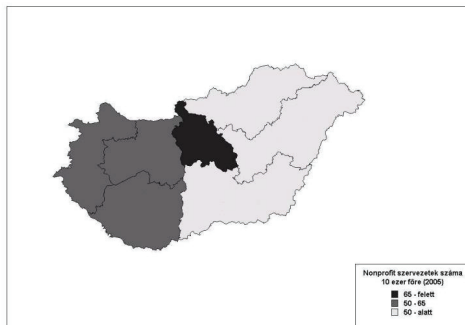 Nonprofit szervezetek száma
10 ezer főre (2005)
65 - felett
50 - 65
50 - alatt